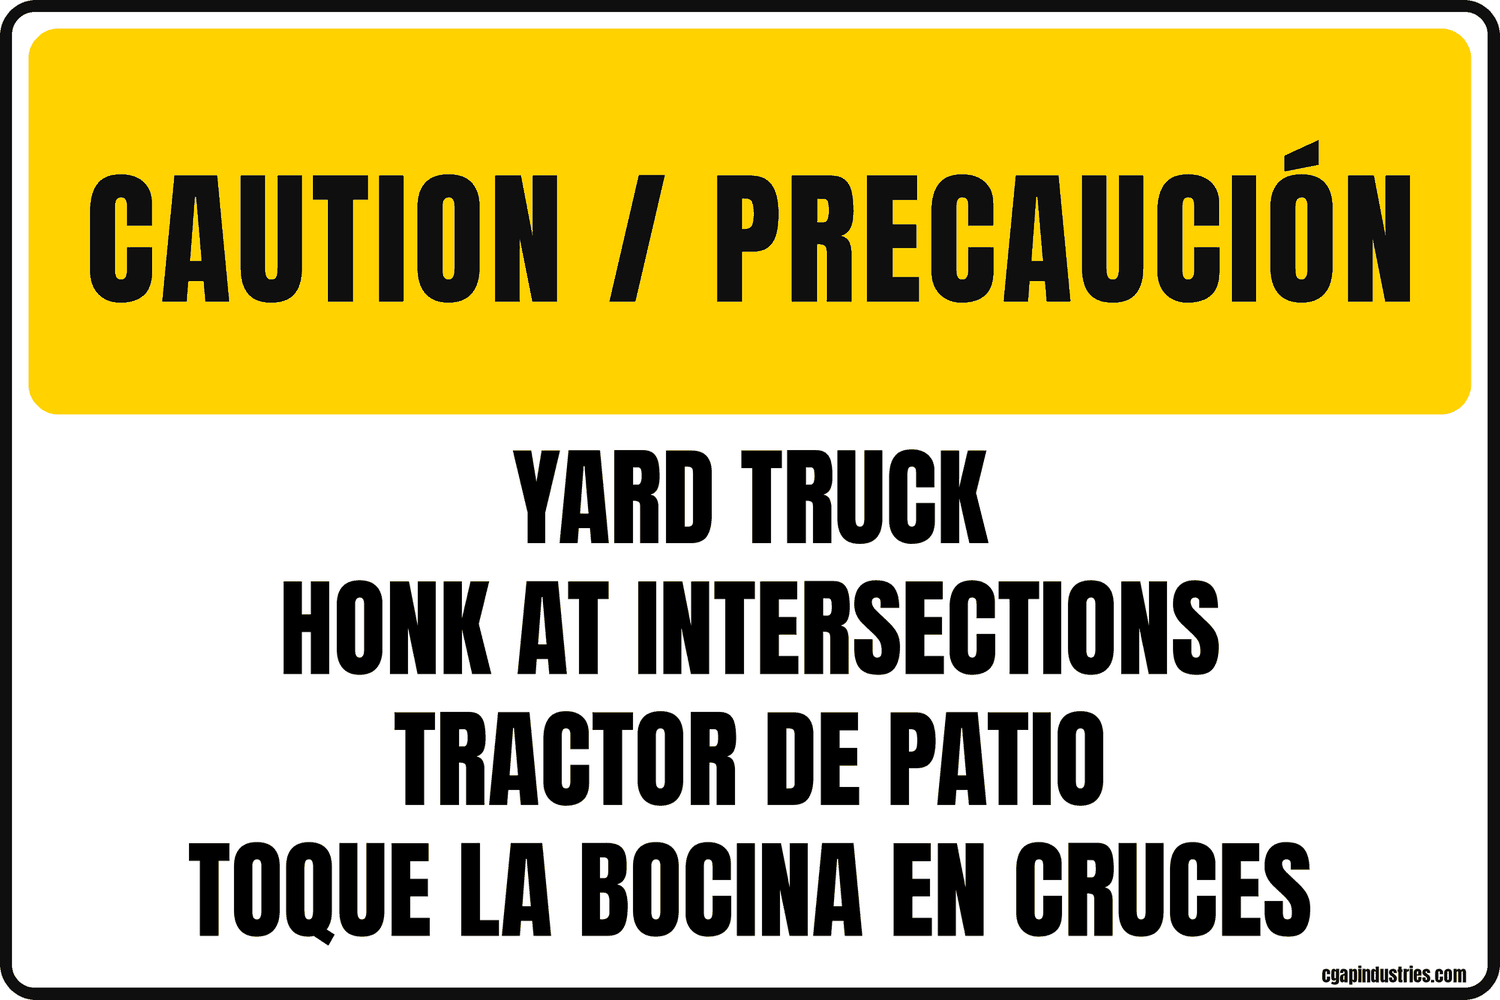 CAUTION / PRECAUCIÓN
YARD TRUCK
HONK AT INTERSECTIONS
TRACTOR DE PATIO
TOQUE LA BOCINA EN CRUCES
cgapindustries.com